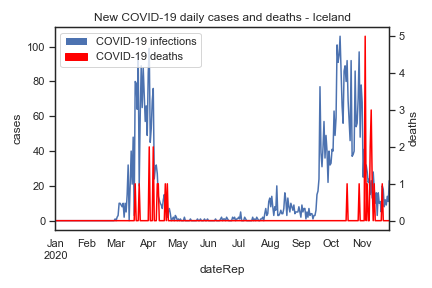 New COVID-19 daily cases and deaths - Iceland
COVID-19 infections
COVID-19 deaths
100
80
60
40
20
0
cases
5
4
3
2
1
0
deaths
Jan Feb Mar Apr May Jun Jul Aug Sep Oct Nov
2020
dateRep